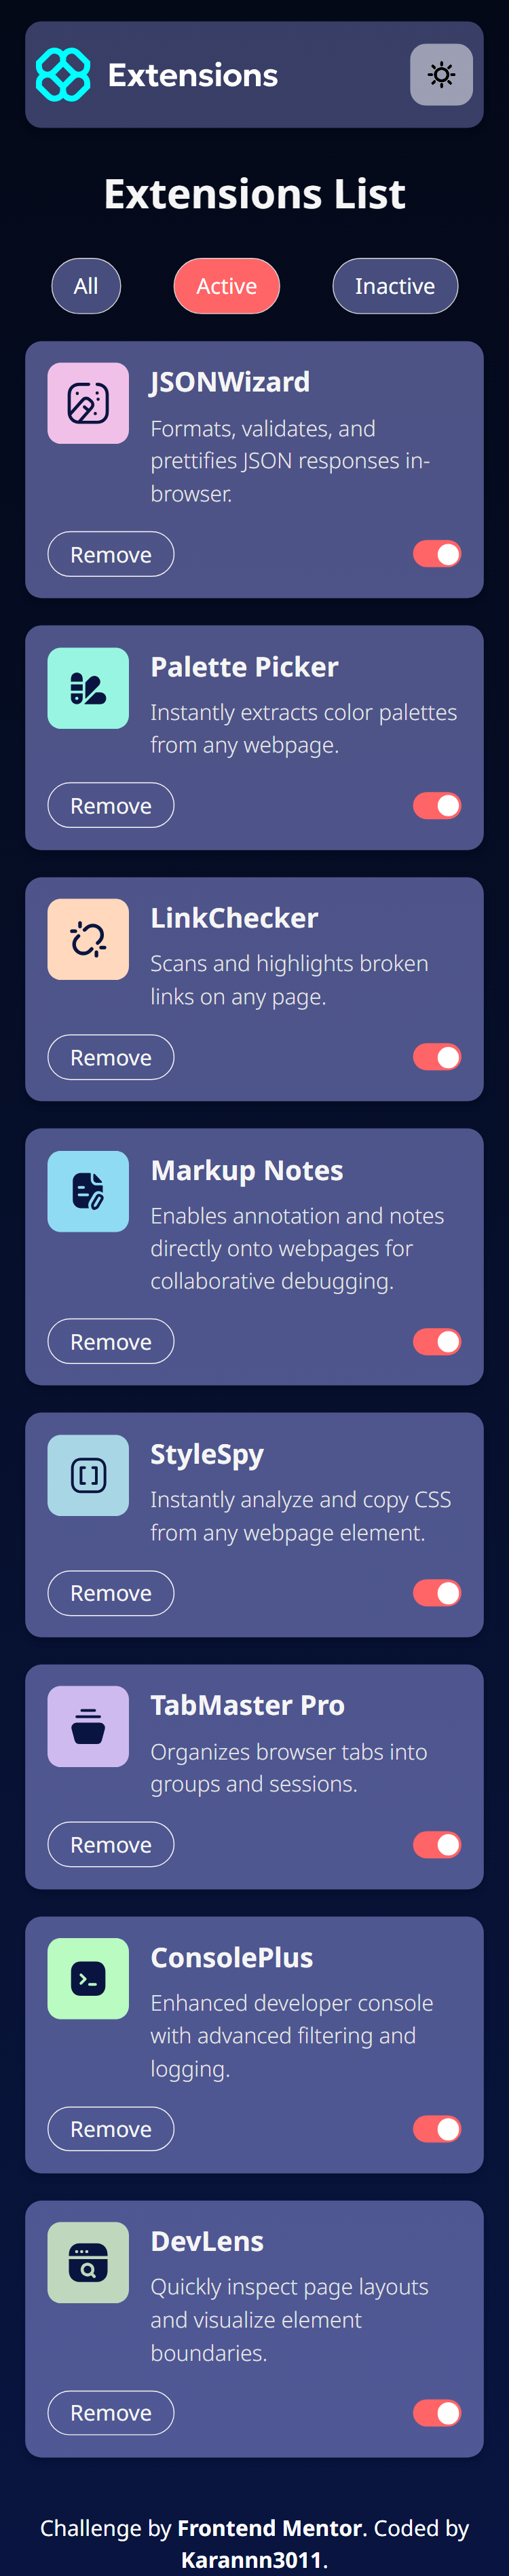 Extensions
Extensions List
All
Active
Inactive
JSONWizard
Formats, validates, and
prettifies JSON responses in-
browser.
Remove
Palette Picker
Instantly extracts color palettes
from any webpage.
Remove
LinkChecker
Scans and highlights broken
links on any page.
Remove
Markup Notes
Enables annotation and notes
directly onto webpages for
collaborative debugging.
Remove
StyleSpy
Instantly analyze and copy CSS
from any webpage element.
Remove
TabMaster Pro
Organizes browser tabs into
groups and sessions.
Remove
ConsolePlus
Enhanced developer console
with advanced filtering and
logging.
Remove
DevLens
Quickly inspect page layouts
and visualize element
boundaries.
Remove
Challenge by Frontend Mentor. Coded by
Karannn3011.